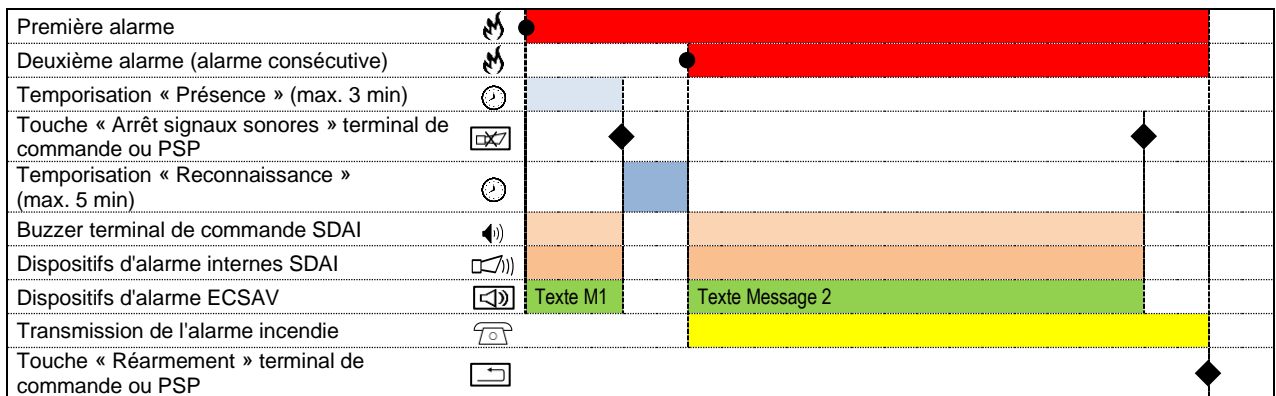 Première alarme
Deuxième alarme (alarme consécutive)
Temporisation « Présence » (max. 3 min)
Touche « Arrêt signaux sonores » terminal de
commande ou PSP
Temporisation « Reconnaissance »
(max. 5 min)
Buzzer terminal de commande SDAI
Dispositifs d'alarme internes SDAI
Dispositifs d'alarme ECSAV
Texte M1
Texte Message 2
Transmission de l'alarme incendie
Touche « Réarmement » terminal de
commande ou PSP